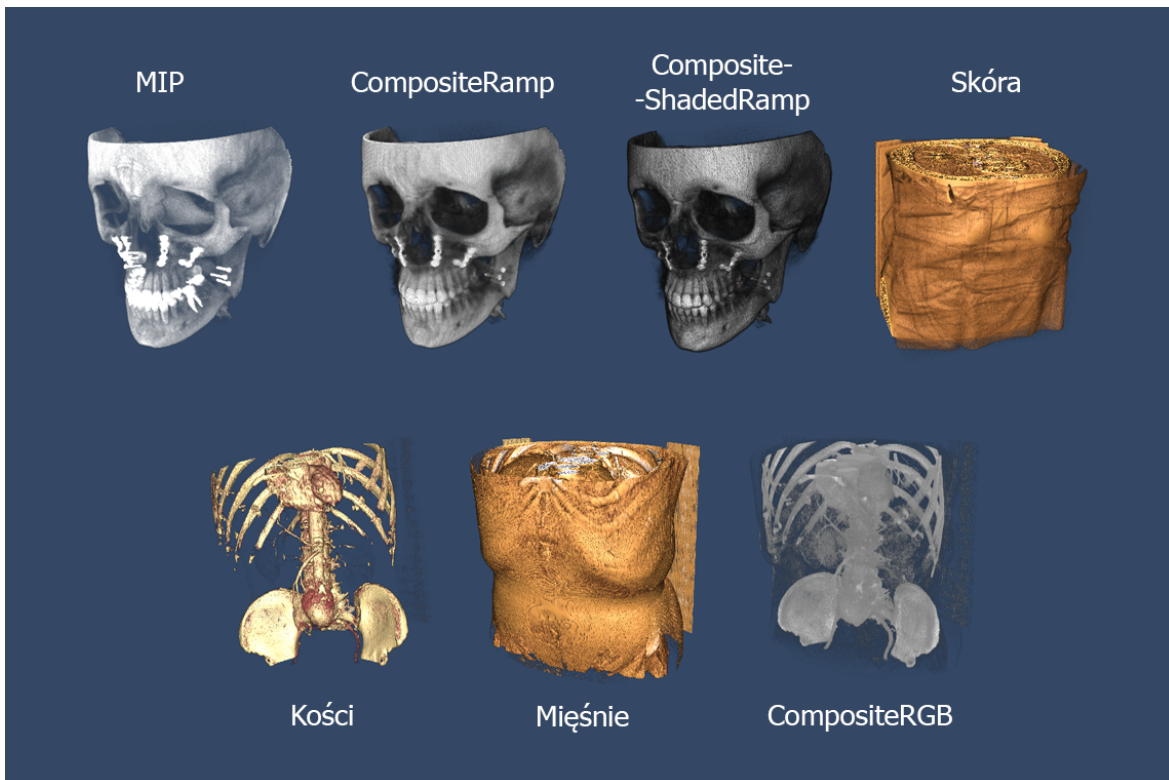 MIP
CompositeRamp
Composite-
-ShadedRamp
Skóra
Kości
Mięśnie
CompositeRGB